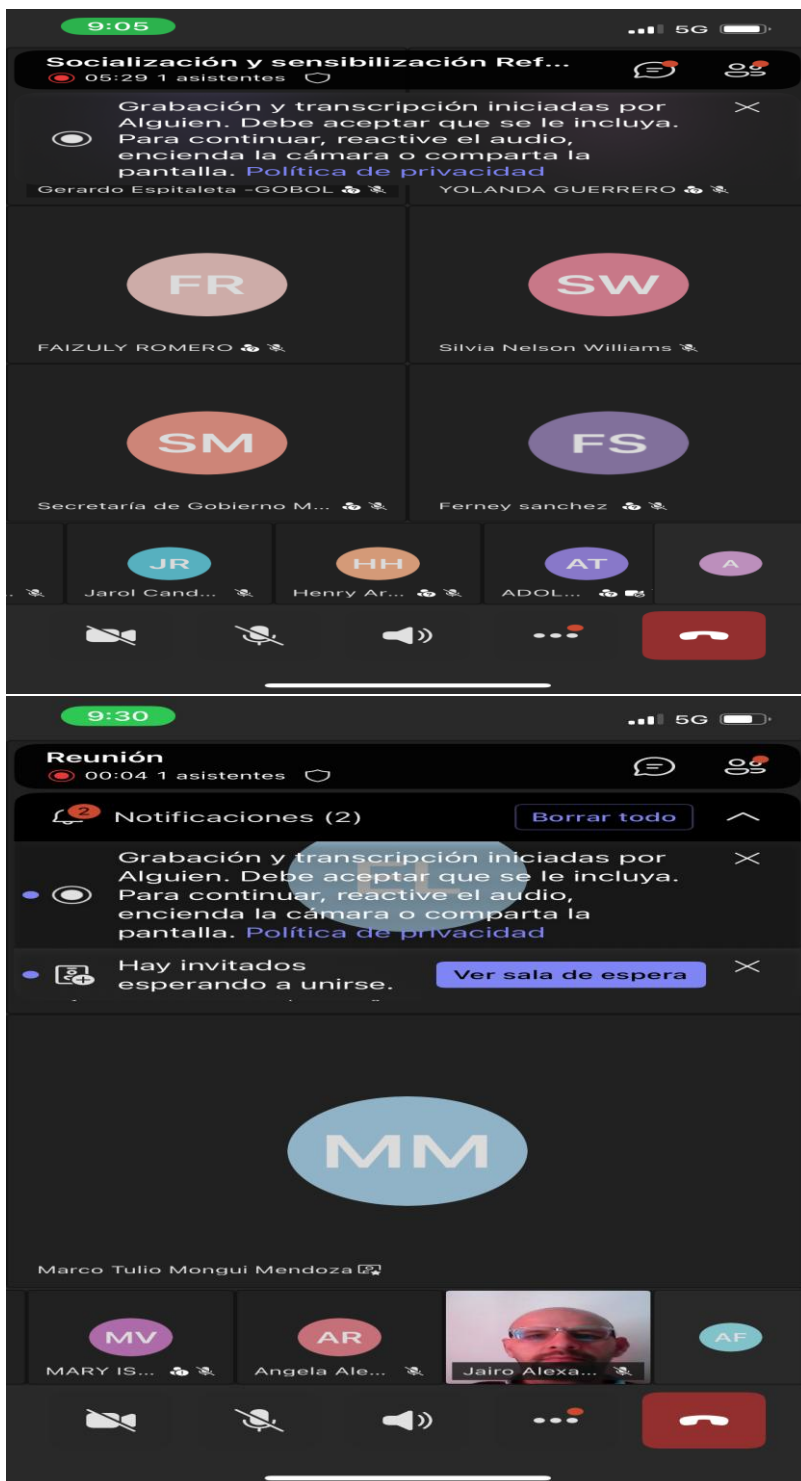 9:05
5G
Socialización y sensibilización Ref...
05:29 1 asistentes
Grabación y transcripción iniciadas por
Alguien. Debe aceptar que se le incluya.
Para continuar, reactive el audio,
encienda la cámara o comparta la
pantalla. Política de privacidad
Gerardo Espitaleta -GOBOL
YOLANDA GUERRERO
FR
SW
FAIZULY ROMERO
Silvia Nelson Williams
SM
FS
Secretaría de Gobierno M...
Ferney sanchez
JR
HH
AT
A
Jarol Cand...
Henry Ar...
ADOL...
9:30
5G
Reunión
00:04 1 asistentes
2
Notificaciones (2)
Borrar todo
EL
Grabación y transcripción iniciadas por
Alguien. Debe aceptar que se le incluya.
Para continuar, reactive el audio,
encienda la cámara o comparta la
pantalla. Política de privacidad
Hay invitados
esperando a unirse.
Ver sala de espera
MM
Marco Tulio Mongui Mendoza
MV
AR
AF
MARY IS...
Angela Ale...
Jairo Alexa...